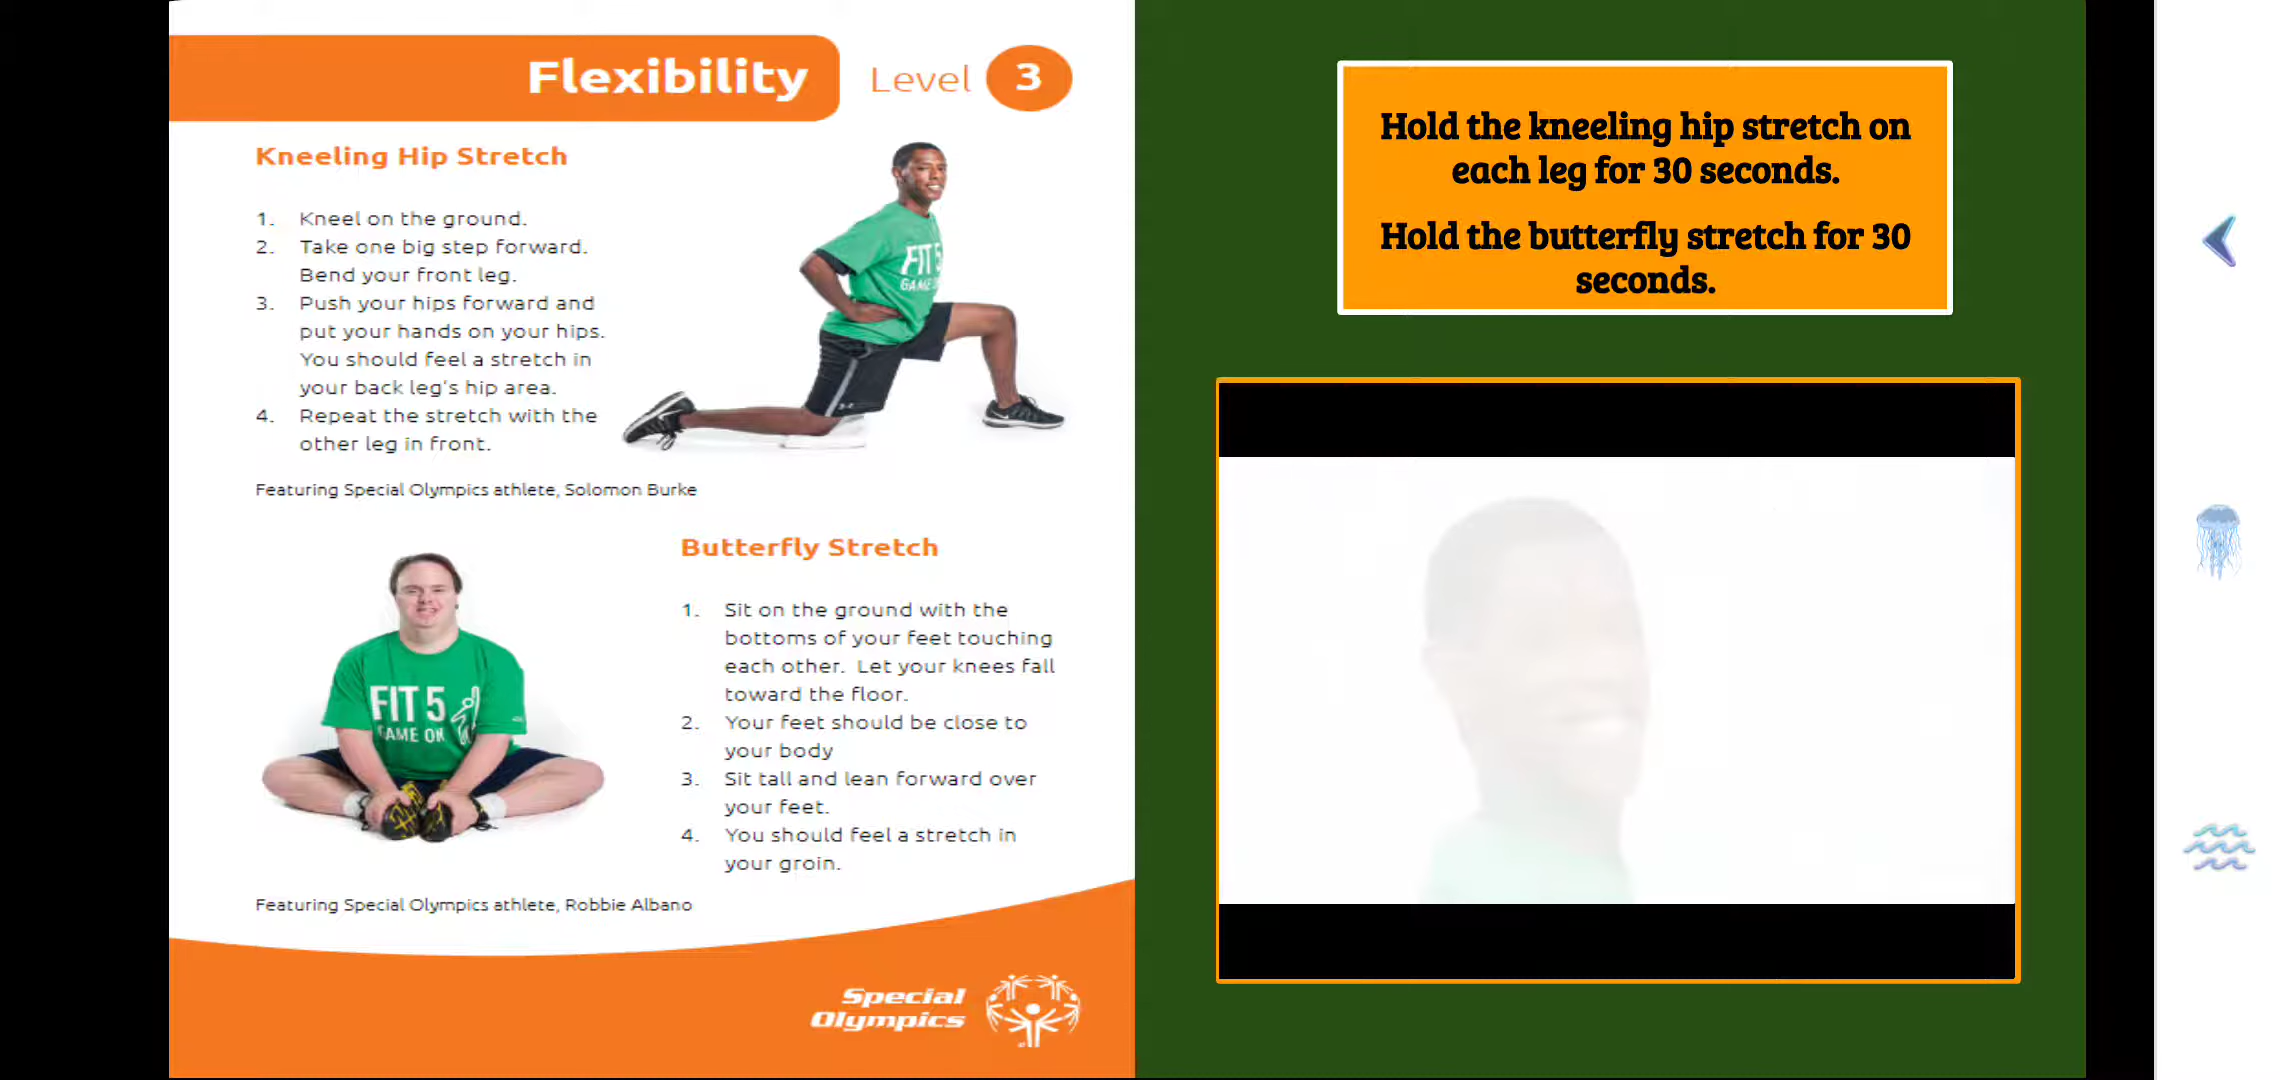 Flexibility
Level 3
Kneeling Hip Stretch
1. Kneel on the ground.
2. Take one big step forward.
Bend your front leg.
3. Push your hips forward and
put your hands on your hips.
You should feel a stretch in
your back leg's hip area.
4. Repeat the stretch with the
other leg in front.
FIT 5
GAME O
Featuring Special Olympics athlete, Solomon Burke
Butterfly Stretch
1. Sit on the ground with the
bottoms of your feet touching
each other. Let your knees fall
toward the floor.
2. Your feet should be close to
your body
3. Sit tall and lean forward over
your feet.
4. You should feel a stretch in
your groin.
FIT 5
GAME ON
Featuring Special Olympics athlete, Robbie Albano
Special
Olympics
Hold the kneeling hip stretch on
each leg for 30 seconds.
Hold the butterfly stretch for 30
seconds.